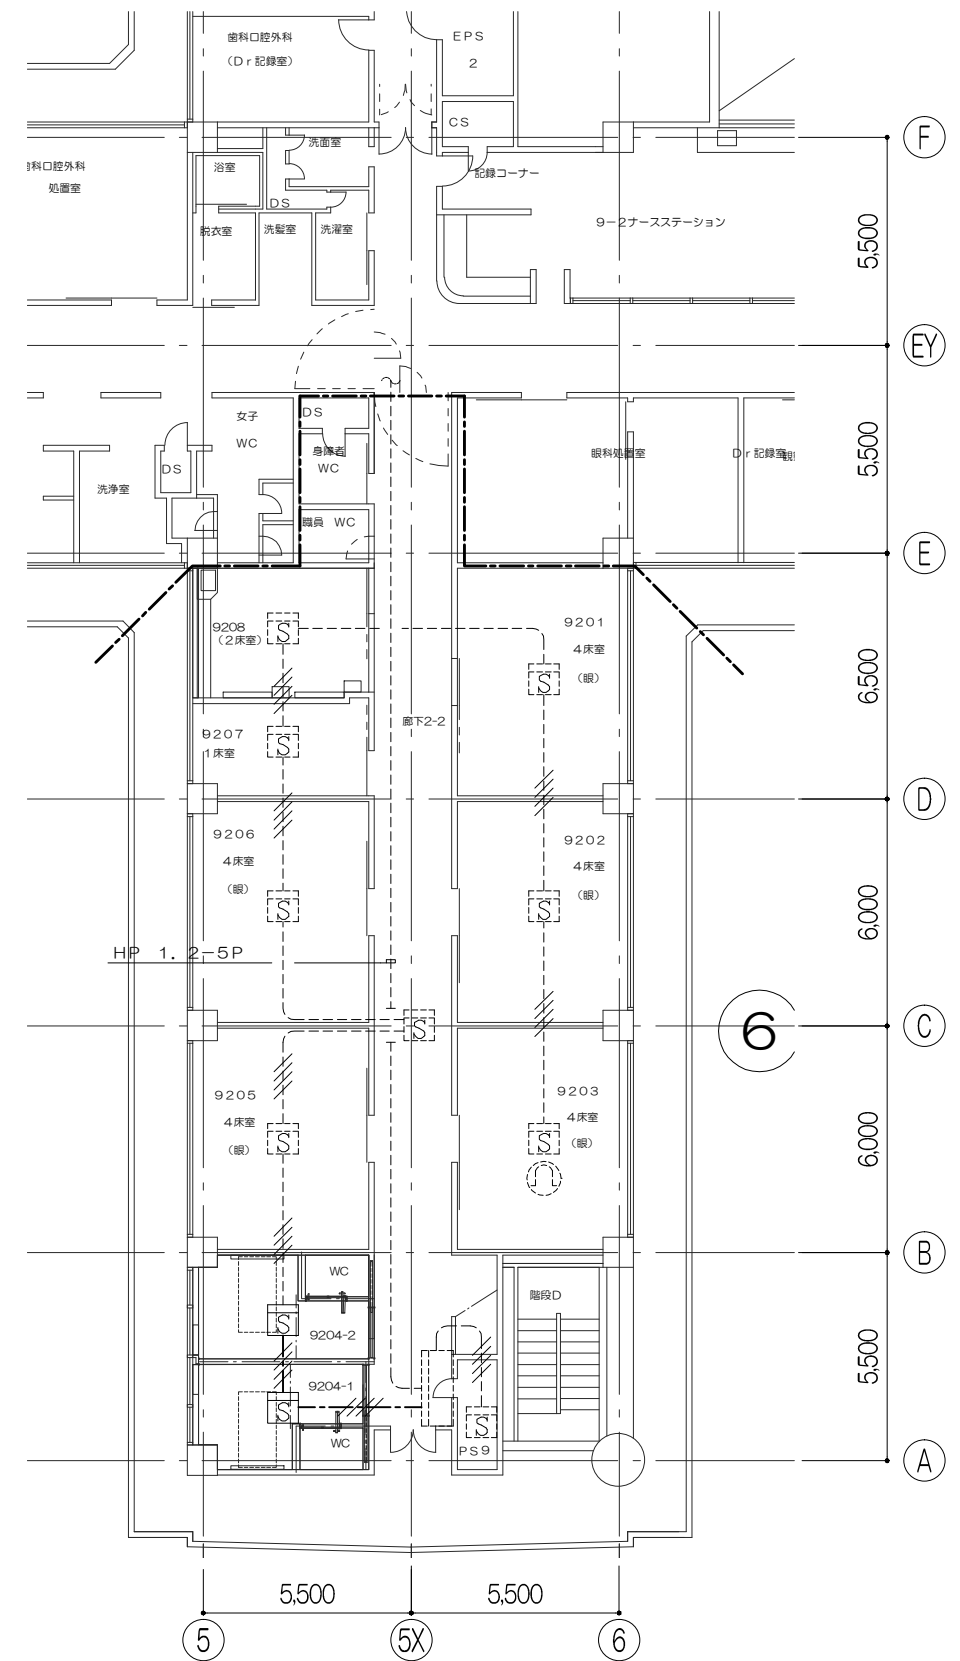 歯科口腔外科
（Ｄｒ記録室）
EPS
2
CS
F
洗面室
歯科口腔外科
処置室
浴室
記録コーナー
DS
９−２ナースステーション
脱衣室
洗髪室
洗濯室
5,500
EY
女子
WC
DS
身障者
WC
眼科処置室
Ｄｒ記録室
5,500
DS
洗浄室
職員 WC
E
9208
（２床室）
9201
４床室
（眼）
6,500
S
S
廊下2-2
9207
１床室
S
D
9206
４床室
（眼）
9202
４床室
（眼）
S
S
6,000
HP 1. 2-5P
S
6
C
9205
４床室
（眼）
9203
４床室
（眼）
S
S
6,000
B
WC
階段D
S
9204-2
5,500
9204-1
S
S
WC
PS9
A
5,500
5,500
5
5X
6